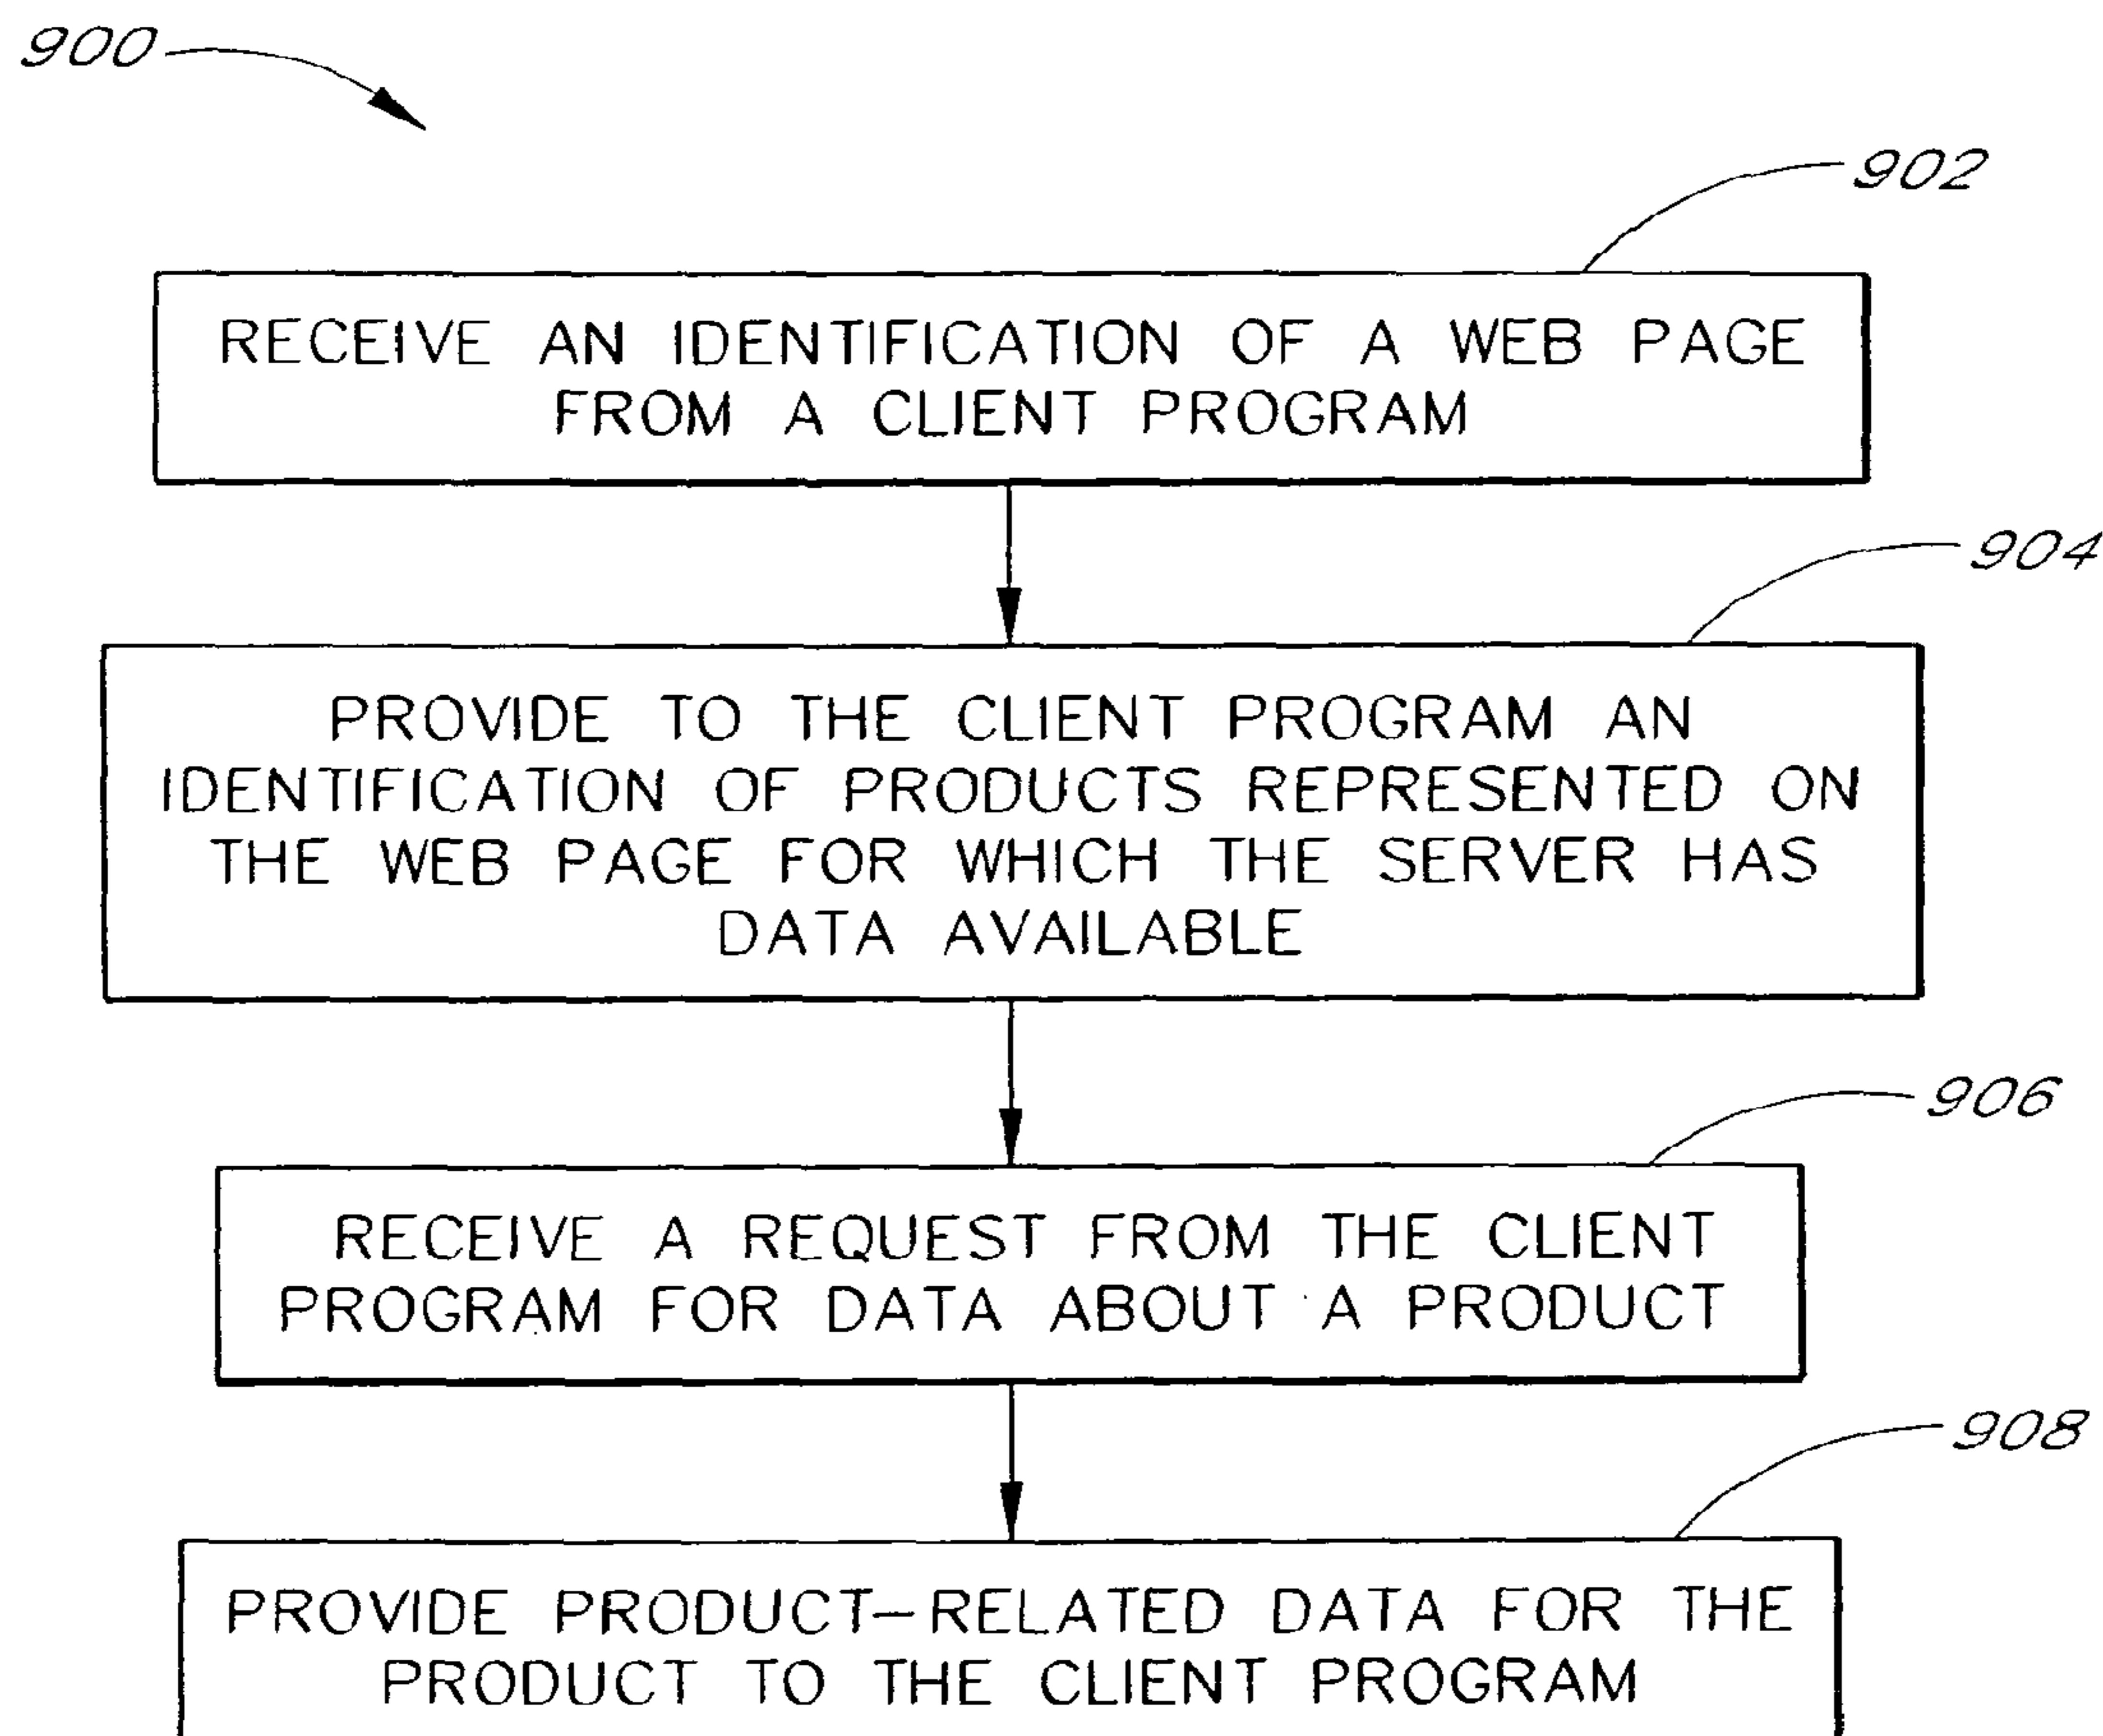 900
902
RECEIVE AN IDENTIFICATION OF A WEB PAGE
FROM A CLIENT PROGRAM
904
PROVIDE TO THE CLIENT PROGRAM AN
IDENTIFICATION OF PRODUCTS REPRESENTED ON
THE WEB PAGE FOR WHICH THE SERVER HAS
DATA AVAILABLE
906
RECEIVE A REQUEST FROM THE CLIENT
PROGRAM FOR DATA ABOUT A PRODUCT
908
PROVIDE PRODUCT-RELATED DATA FOR THE
PRODUCT TO THE CLIENT PROGRAM